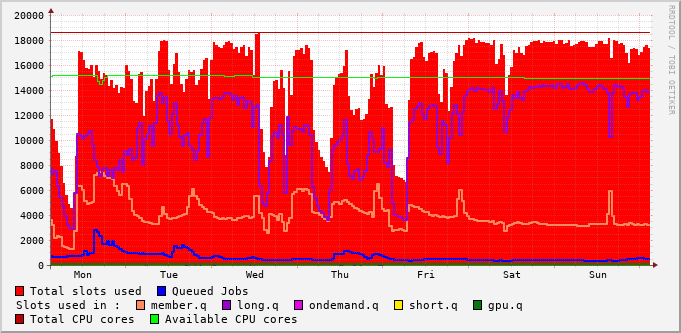 20000
18000
16000
14000
12000
10000
8000
6000
4000
2000
0
Mon Tue Wed Thu Fri Sat Sun
Total slots used Queued Jobs
Slots used in : member.q long.q ondemand.q short.q gpu.q
Total CPU cores Available CPU cores
RRDTOOL / TOBI OETIKER